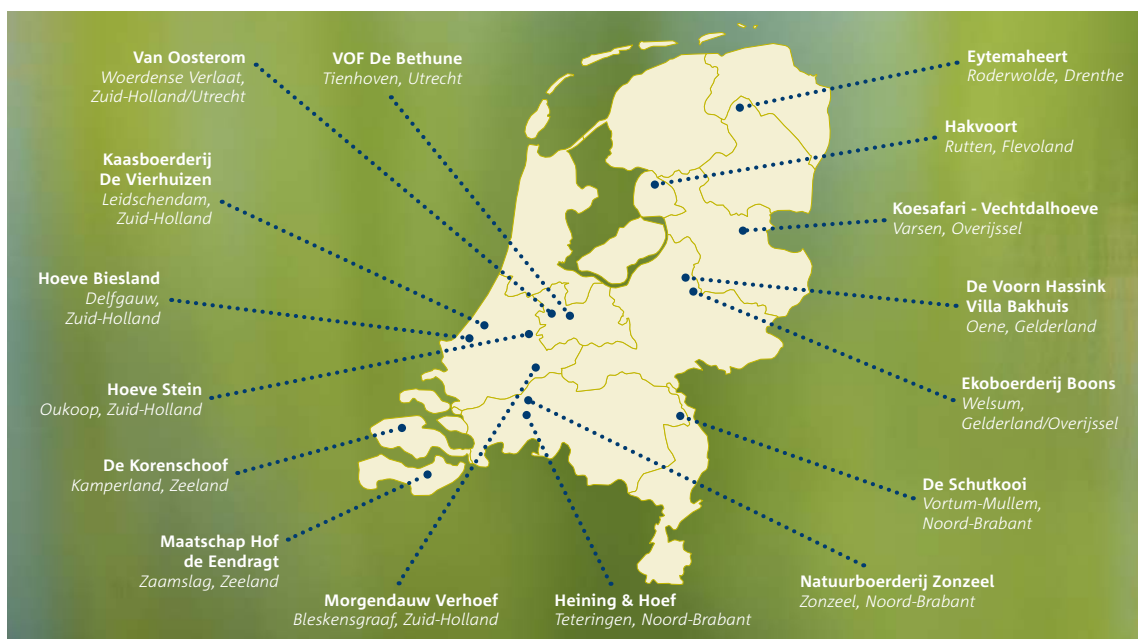 Van Oosterom
Woerdense Verlaat,
Zuid-Holland/Utrecht
VOF De Bethune
Tienhoven, Utrecht
Eytemaheert
Roderwolde, Drenthe
Hakvoort
Rutten, Flevoland
Kaasboerderij
De Vierhuizen
Leidschendam,
Zuid-Holland
Koesafari - Vechtdalhoeve
Varsen, Overijssel
Hoeve Biesland
Delfgauw,
Zuid-Holland
De Voorn Hassink
Villa Bakhuis
Oene, Gelderland
Hoeve Stein
Oukoop, Zuid-Holland
Ekoboerderij Boons
Welsum,
Gelderland/Overijssel
De Korenschoof
Kamperland, Zeeland
De Schutkooi
Vortum-Mullem,
Noord-Brabant
Maatschap Hof
de Eendragt
Zaamslag, Zeeland
Morgendauw Verhoef
Bleskensgraaf, Zuid-Holland
Heining & Hoef
Teteringen, Noord-Brabant
Natuurboerderij Zonzeel
Zonzeel, Noord-Brabant